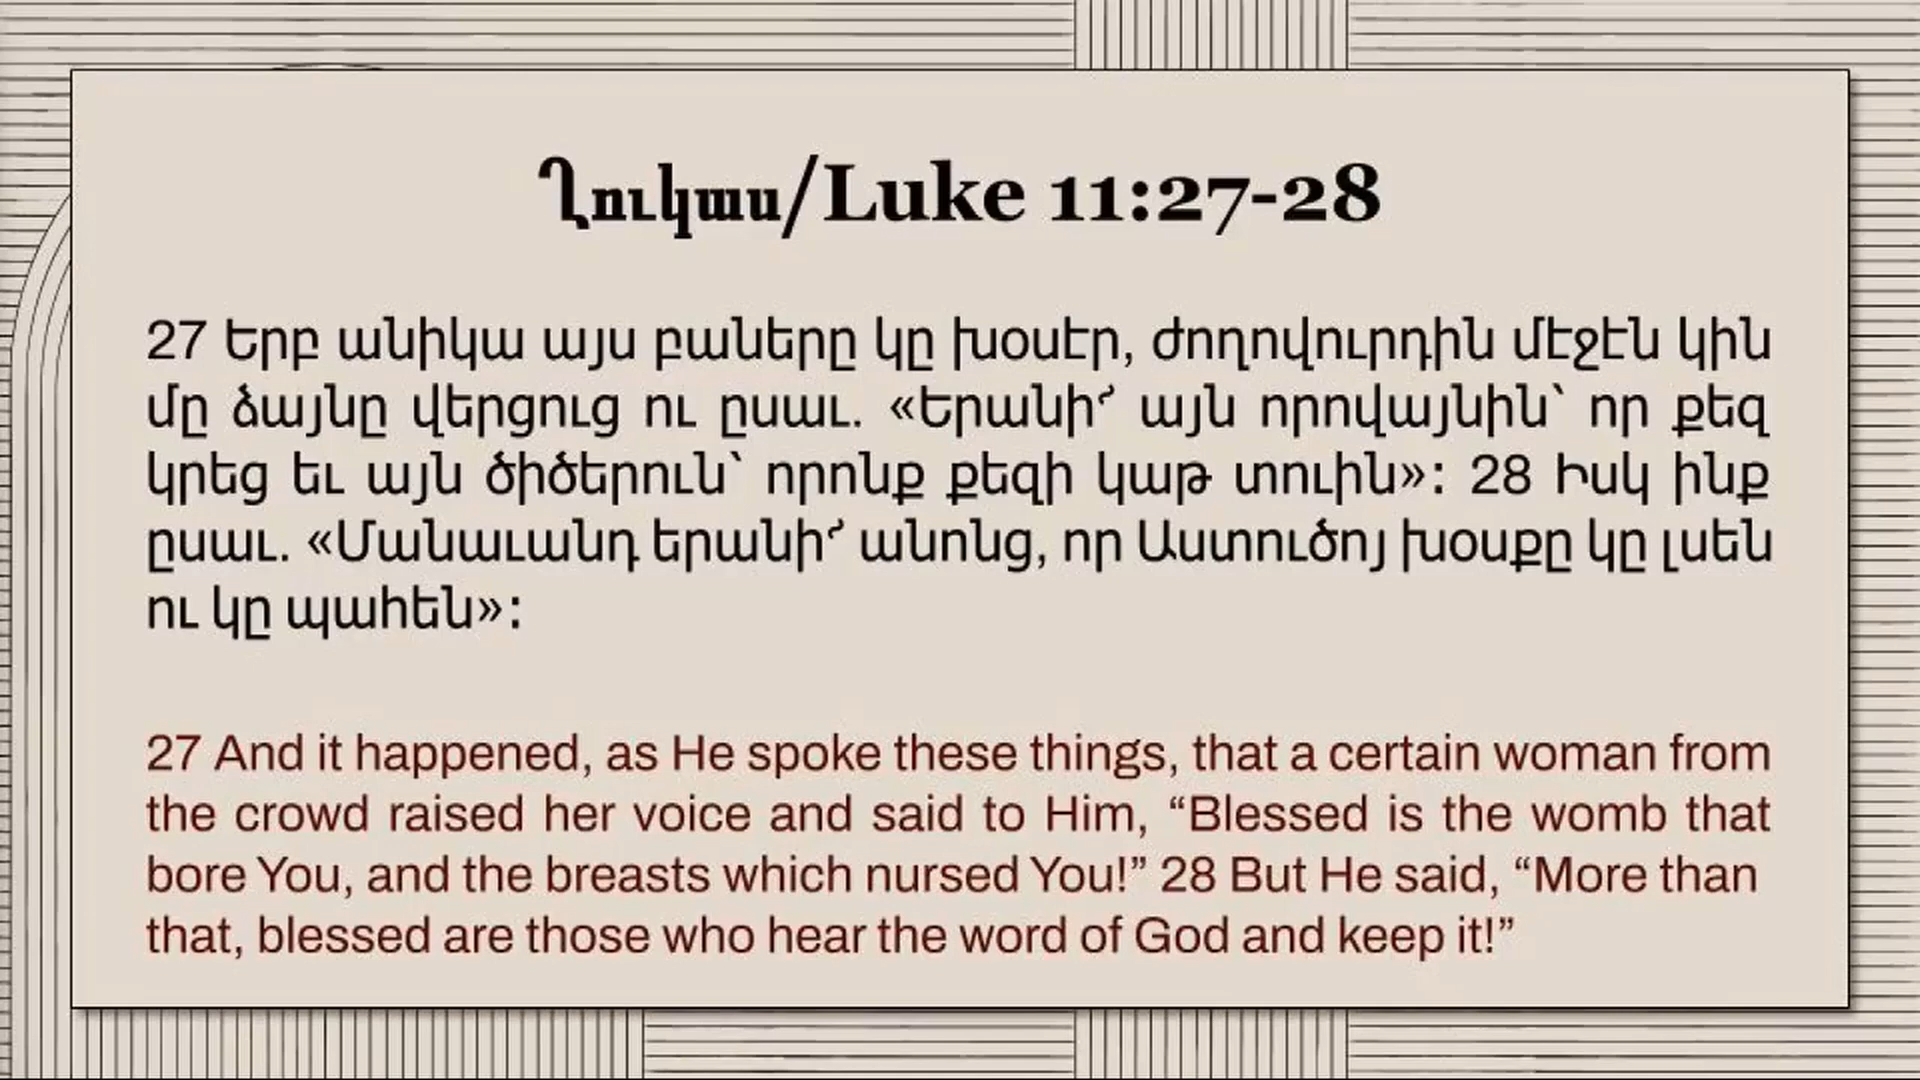 Ղուկաս/Luke 11:27-28
27 Երբ անիկա այս բաները կը խօսէր, ժողովուրդին մէջէն կին
մը ձայնը վերցուց ու ըսաւ. «Երանի՜ այն որովայնին՝ որ քեզ
կրեց եւ այն ծիծերուն՝ որոնք քեզի կաթ տուին»: 28 Իսկ ինք
ըսաւ. «Մանաւանդ երանի՜ անոնց, որ Աստուծոյ խօսքը կը լսեն
ու կը պահեն»:
27 And it happened, as He spoke these things, that a certain woman from
the crowd raised her voice and said to Him, “Blessed is the womb that
bore You, and the breasts which nursed You!” 28 But He said, “More than
that, blessed are those who hear the word of God and keep it!”